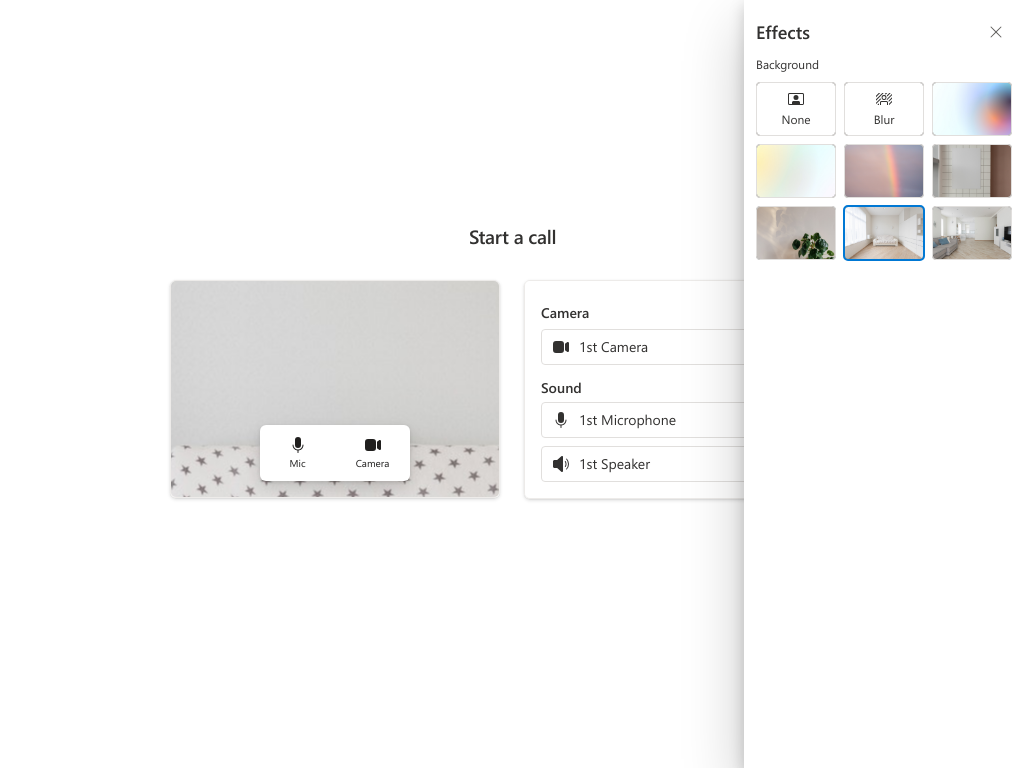 Effects
Background
None
Blur
Start a call
Camera
1st Camera
Sound
1st Microphone
1st Speaker
Mic
Camera